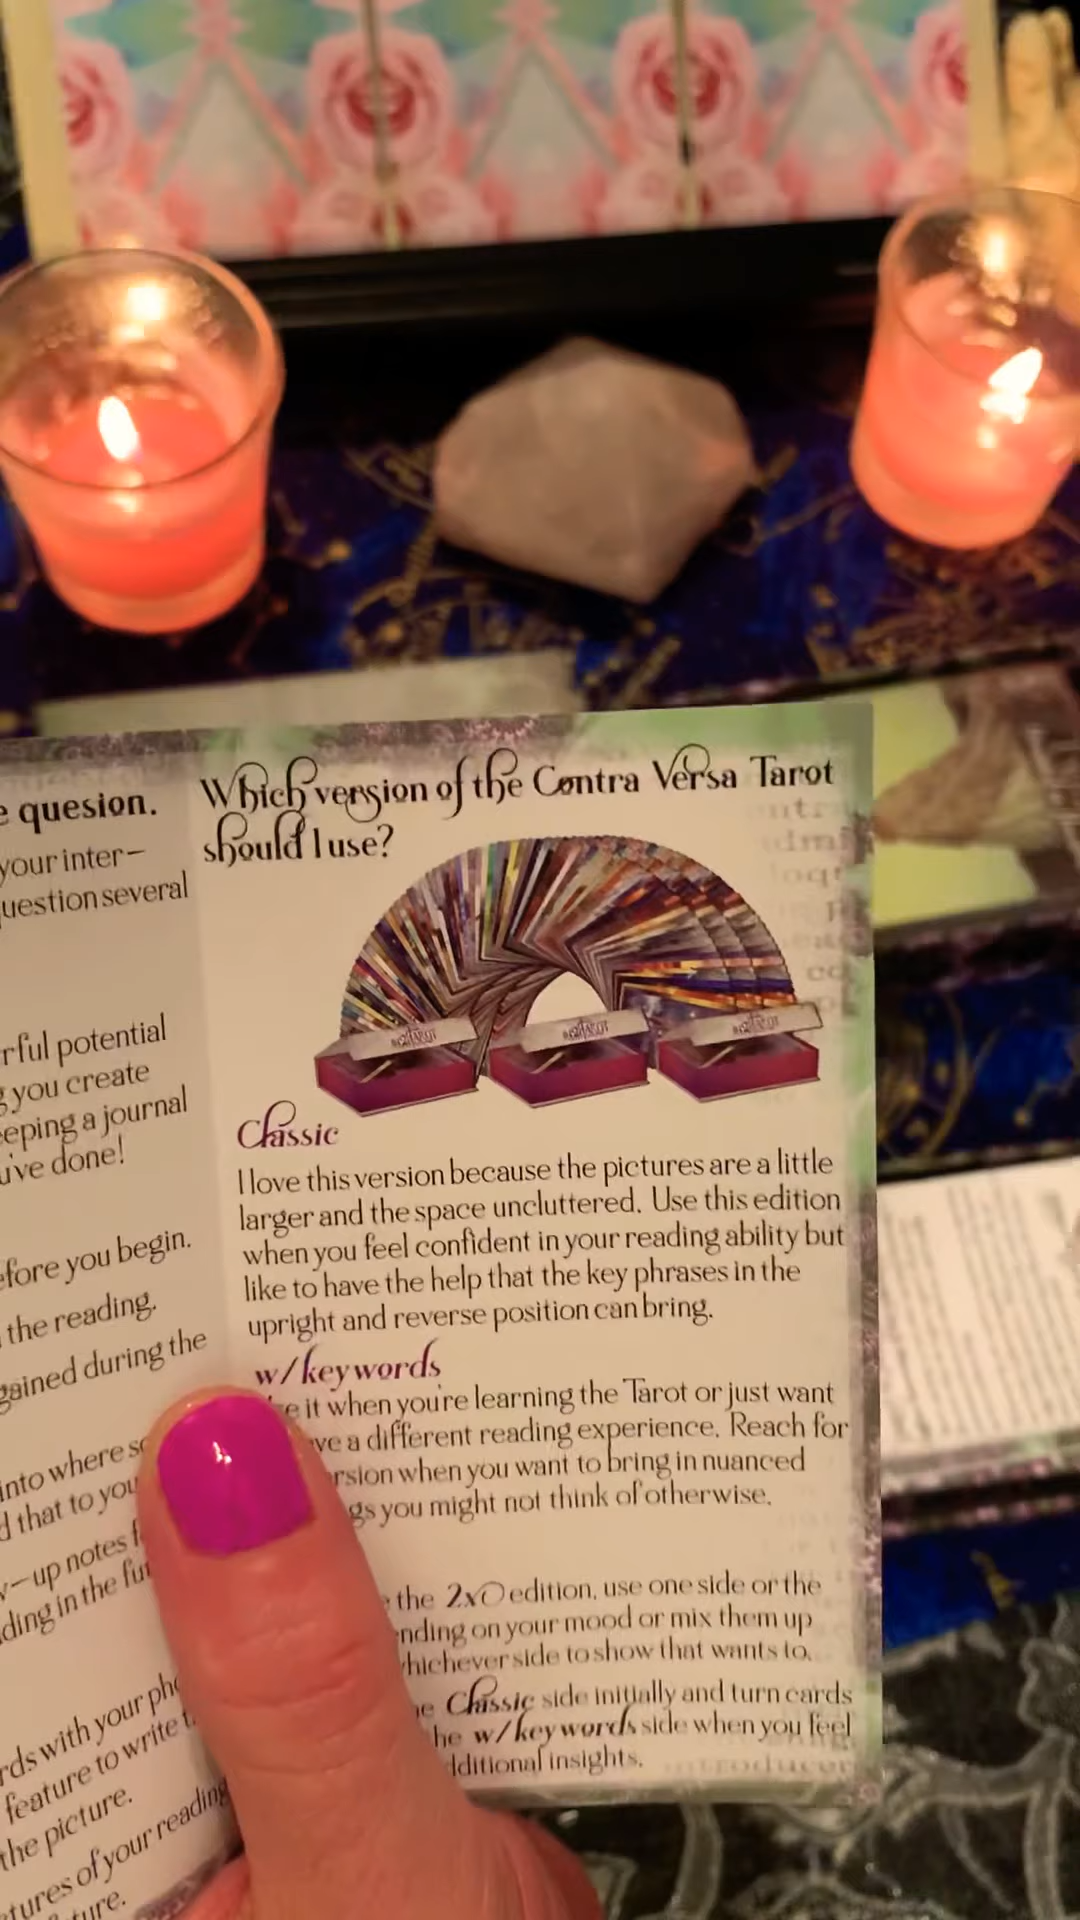 e quesion.
your inter-
uestion several
rful potential
g you create
eeping a journal
u've done!
efore you begin.
the reading.
gained during the
into where s
d that to you
y-up notes f
ding in the fut
rds with your pho
feature to write t
the picture.
tures of your reading
ture.
Which version of the Contra Versa Tarot
should I use?
Classic
I love this version because the pictures are a little
larger and the space uncluttered. Use this edition
when you feel confident in your reading ability but
like to have the help that the key phrases in the
upright and reverse position can bring.
w/keywords
e it when you're learning the Tarot or just want
ve a different reading experience. Reach for
rsion when you want to bring in nuanced
gs you might not think of otherwise.
the 2xO edition, use one side or the
nding on your mood or mix them up
hichever side to show that wants to.
e Classic side initially and turn cards
he w/keywords side when you feel
dditional insights.